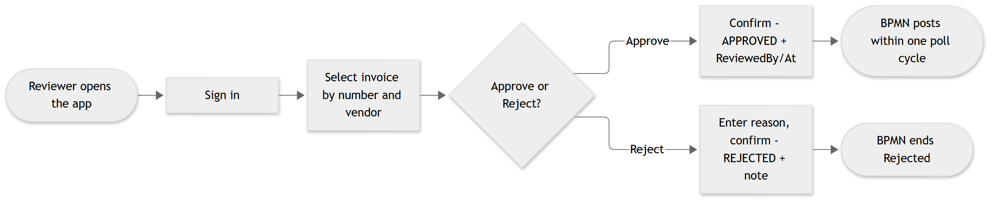 Reviewer opens
the app
Sign in
Select invoice
by number and
vendor
Approve or
Reject?
Approve
Confirm -
APPROVED +
ReviewedBy/At
BPMN posts
within one poll
cycle
Reject
Enter reason,
confirm -
REJECTED +
note
BPMN ends
Rejected